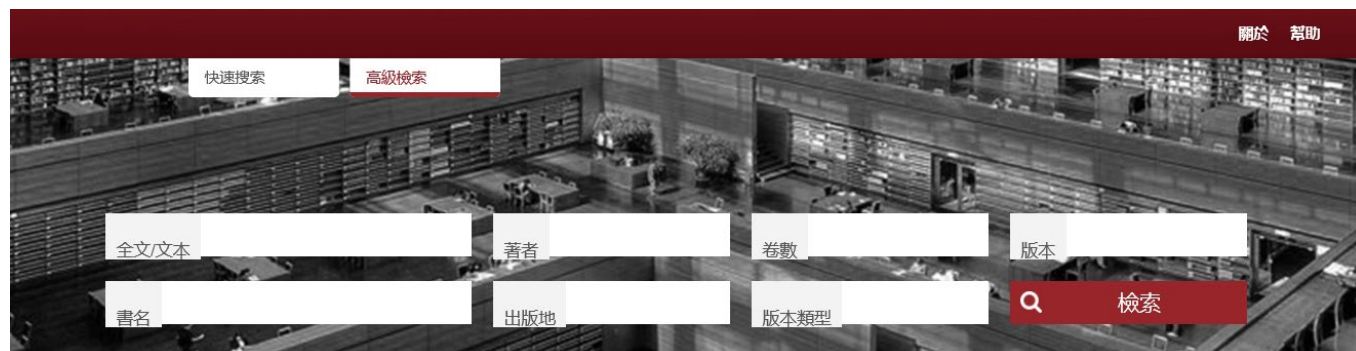 關於 幫助
快速搜索 高級檢索
全文/文本 著者 卷數 版本
書名 出版地 版本類型 檢索